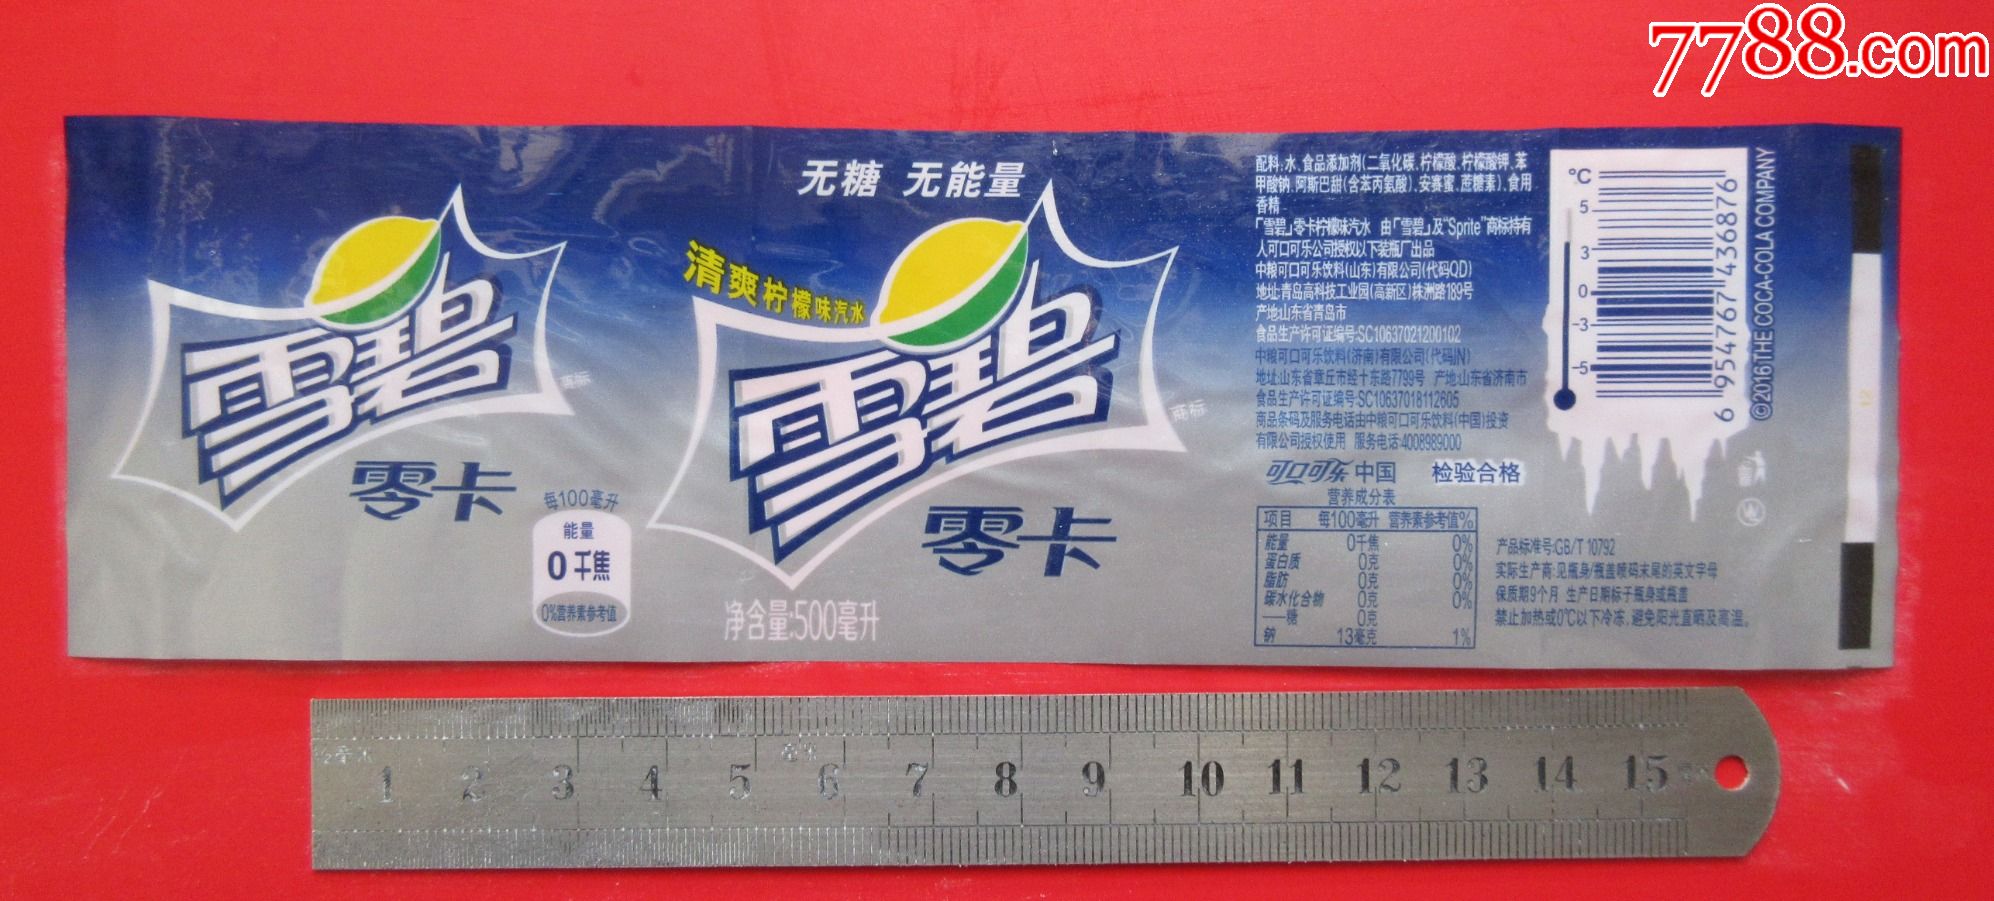 7788.com
无糖 无能量
清爽柠檬味汽水
雪碧
商标
零卡
每100毫升
能量
0千焦
0%营养素参考值
雪碧
商标
零卡
净含量:500毫升
配料:水、食品添加剂(二氧化碳、柠檬酸、柠檬酸钾、苯
甲酸钠、阿斯巴甜(含苯丙氨酸)、安赛蜜、蔗糖素)、食用
香精
「雪碧」零卡柠檬味汽水 由「雪碧」及“Sprite”商标持有
人可口可乐公司授权以下装瓶厂出品
中粮可口可乐饮料(山东)有限公司(代码QD)
地址:青岛高科技工业园(高新区)株洲路189号
产地:山东省青岛市
食品生产许可证编号:SC10637021200102
中粮可口可乐饮料(济南)有限公司(代码JN)
地址:山东省章丘市经十东路7799号 产地:山东省济南市
食品生产许可证编号:SC10637018112605
商品条码及服务电话由中粮可口可乐饮料(中国)投资
有限公司授权使用 服务电话:4008989000
可口可乐中国 检验合格
营养成分表
项目 每100毫升 营养素参考值%
能量 0千焦 0%
蛋白质 0克 0%
脂肪 0克 0%
碳水化合物 0克 0%
—糖 0克
钠 13毫克 1%
℃
5
3
0
-3
-5
6 954767 436876
©2016THE COCA-COLA COMPANY
产品标准号:GB/T 10792
实际生产商:见瓶身/瓶盖喷码末尾的英文字母
保质期9个月 生产日期标于瓶身或瓶盖
禁止加热或0℃以下冷冻,避免阳光直晒及高温。
1 2 3 4 5 6 7 8 9 10 11 12 13 14 15